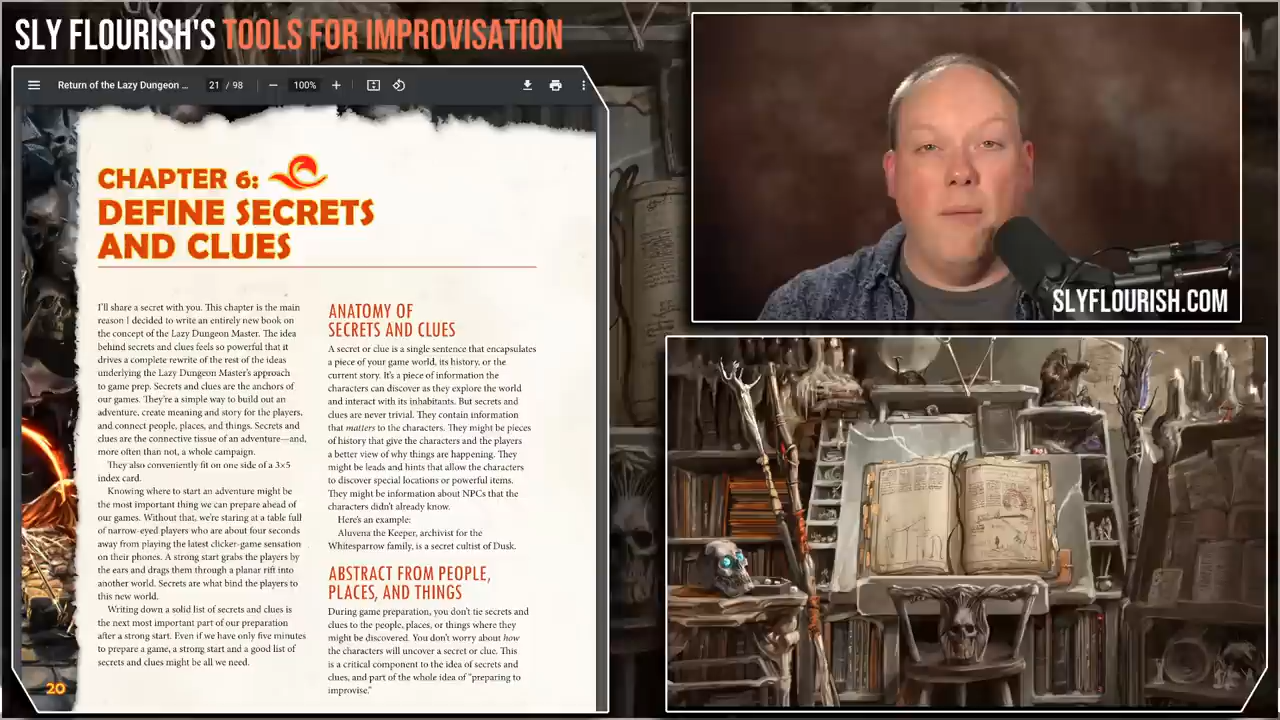 SLY FLOURISH'S TOOLS FOR IMPROVISATION
Return of the Lazy Dungeon ...
21 / 98
100%
CHAPTER 6:
DEFINE SECRETS
AND CLUES
I'll share a secret with you. This chapter is the main
reason I decided to write an entirely new book on
the concept of the Lazy Dungeon Master. The idea
behind secrets and clues feels so powerful that it
drives a complete rewrite of the rest of the ideas
underlying the Lazy Dungeon Master's approach
to game prep. Secrets and clues are the anchors of
our games. They're a simple way to build out an
adventure, create meaning and story for the players,
and connect people, places, and things. Secrets and
clues are the connective tissue of an adventure—and,
more often than not, a whole campaign.
They also conveniently fit on one side of a 3×5
index card.
Knowing where to start an adventure might be
the most important thing we can prepare ahead of
our games. Without that, we're staring at a table full
of narrow-eyed players who are about four seconds
away from playing the latest clicker-game sensation
on their phones. A strong start grabs the players by
the ears and drags them through a planar rift into
another world. Secrets are what bind the players to
this new world.
Writing down a solid list of secrets and clues is
the next most important part of our preparation
after a strong start. Even if we have only five minutes
to prepare a game, a strong start and a good list of
secrets and clues might be all we need.
20
ANATOMY OF
SECRETS AND CLUES
A secret or clue is a single sentence that encapsulates
a piece of your game world, its history, or the
current story. It's a piece of information the
characters can discover as they explore the world
and interact with its inhabitants. But secrets and
clues are never trivial. They contain information
that matters to the characters. They might be pieces
of history that give the characters and the players
a better view of why things are happening. They
might be leads and hints that allow the characters
to discover special locations or powerful items.
They might be information about NPCs that the
characters didn't already know.
Here's an example:
Aluvena the Keeper, archivist for the
Whitesparrow family, is a secret cultist of Dusk.
ABSTRACT FROM PEOPLE,
PLACES, AND THINGS
During game preparation, you don't tie secrets and
clues to the people, places, or things where they
might be discovered. You don't worry about how
the characters will uncover a secret or clue. This
is a critical component to the idea of secrets and
clues, and part of the whole idea of "preparing to
improvise."
SLYFLOURISH.COM